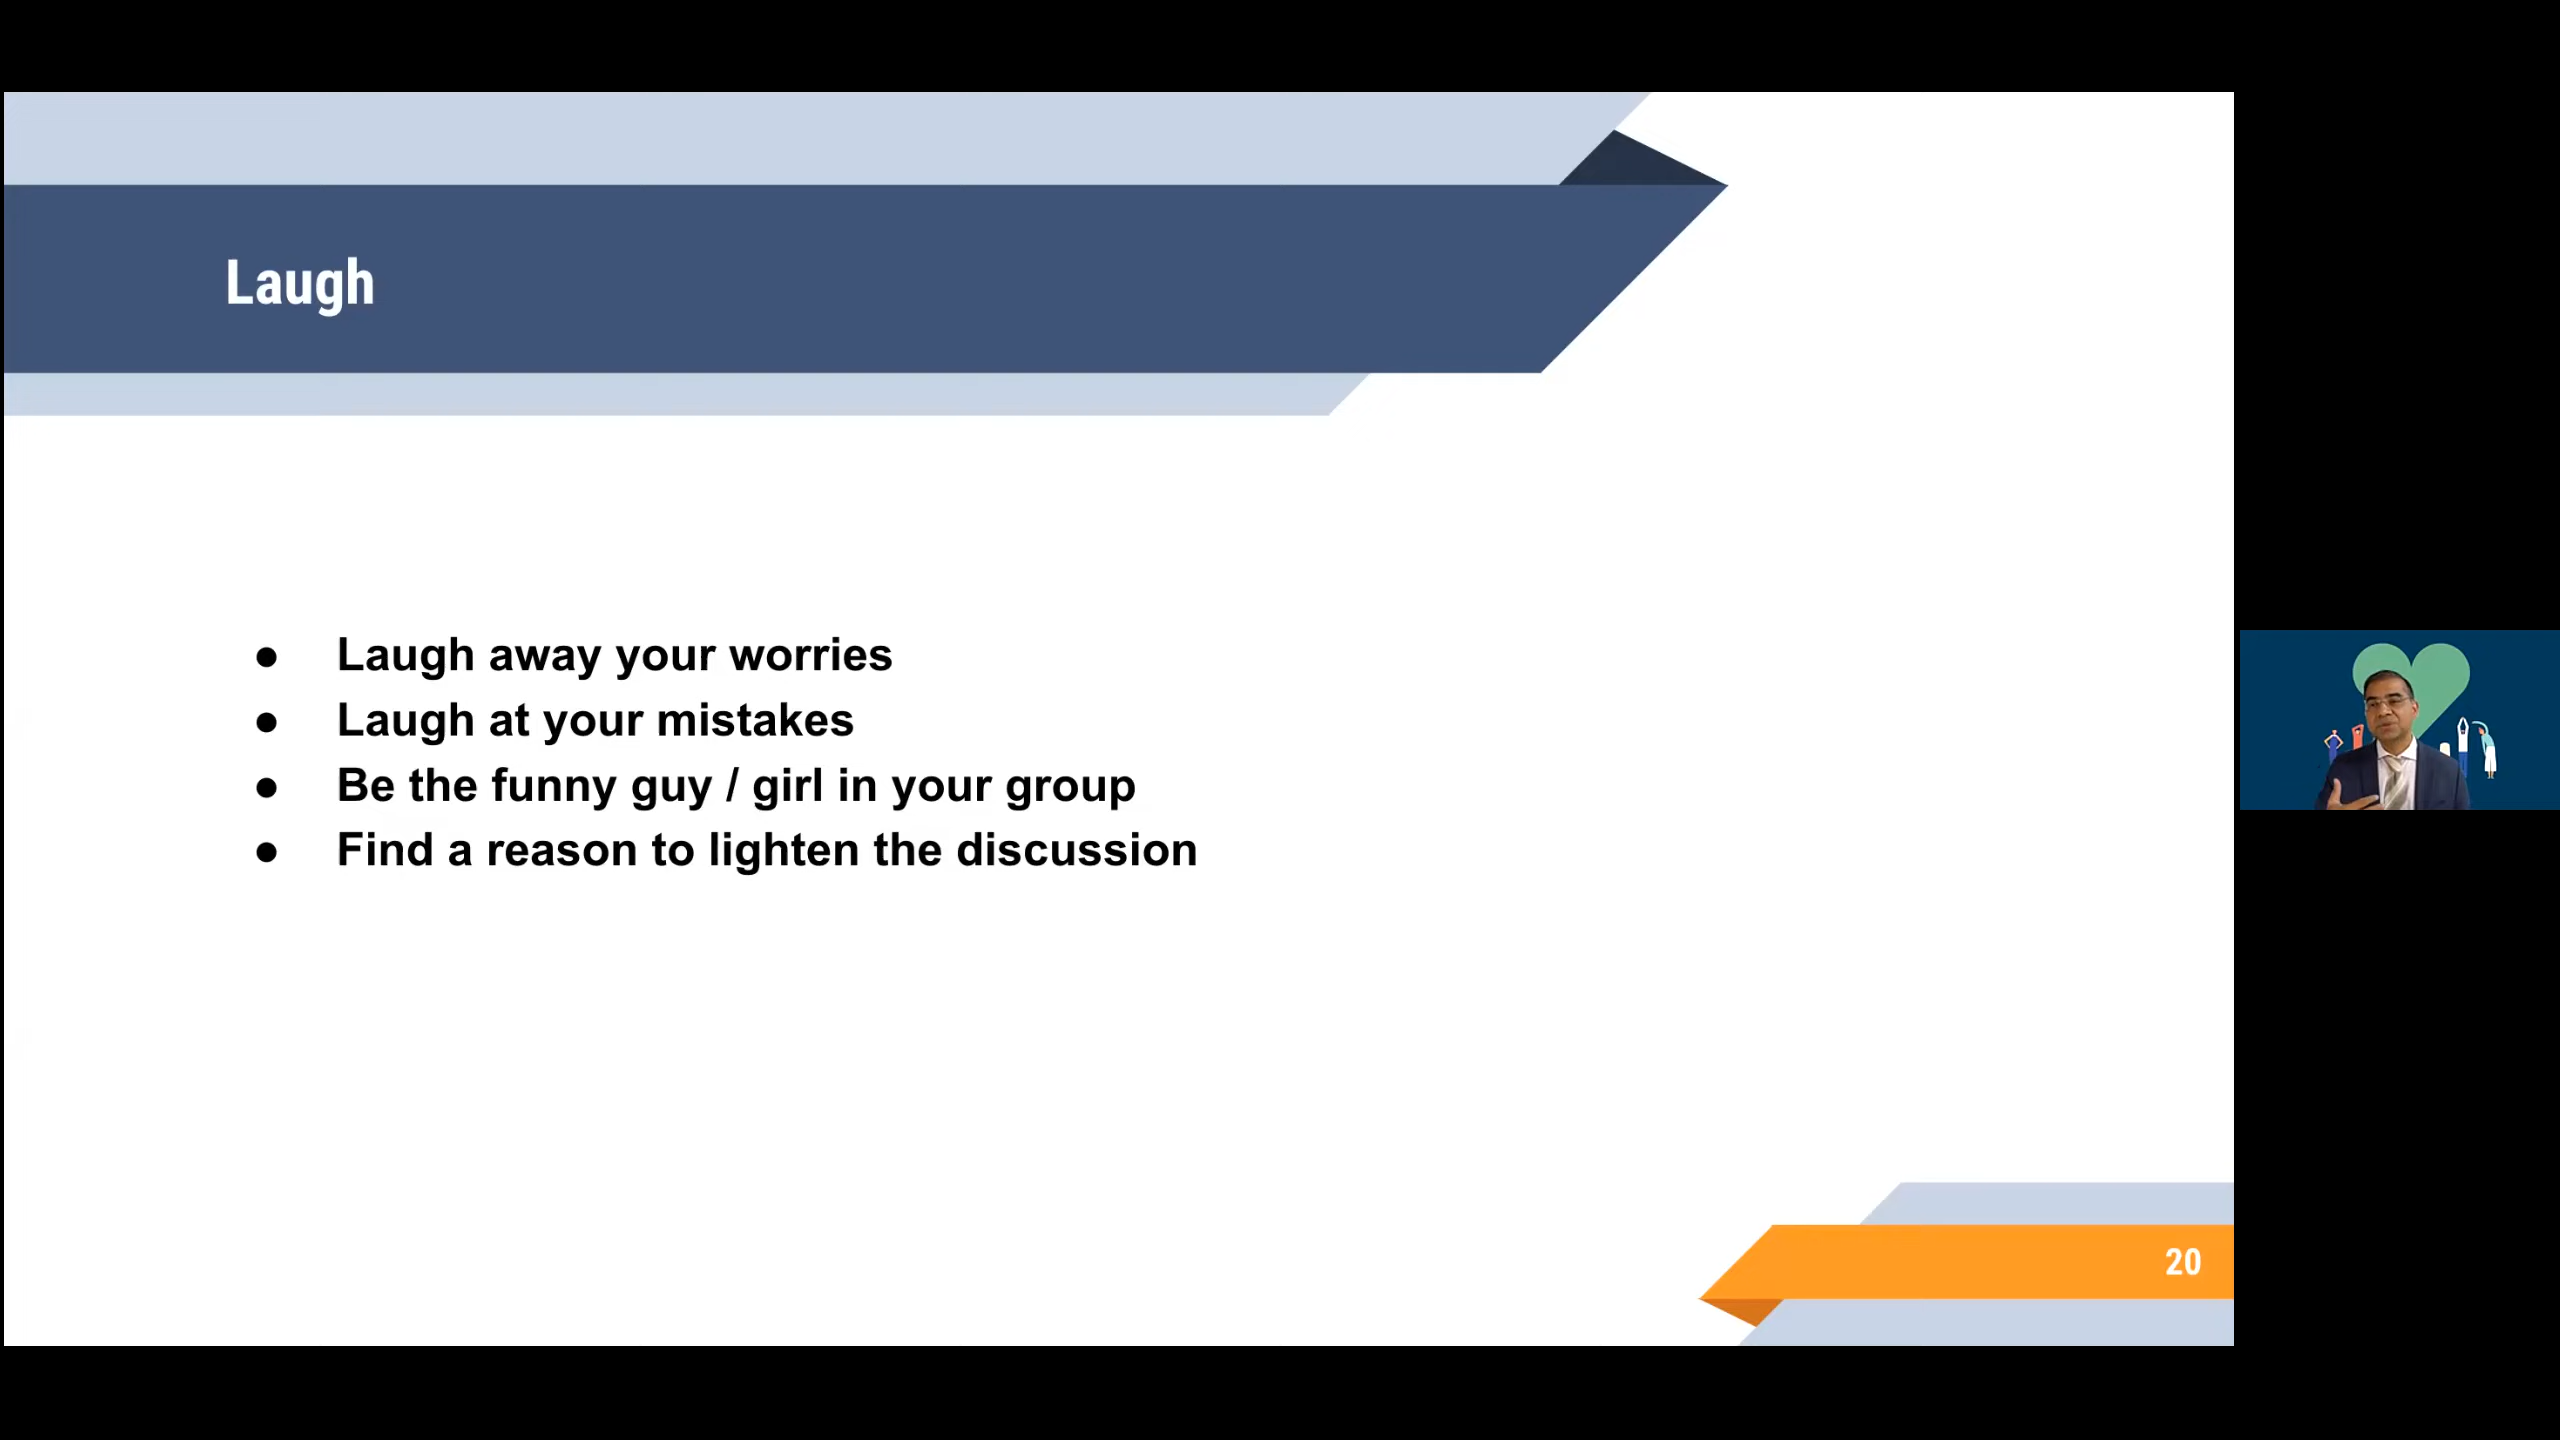 Laugh
● Laugh away your worries
● Laugh at your mistakes
● Be the funny guy / girl in your group
● Find a reason to lighten the discussion
20